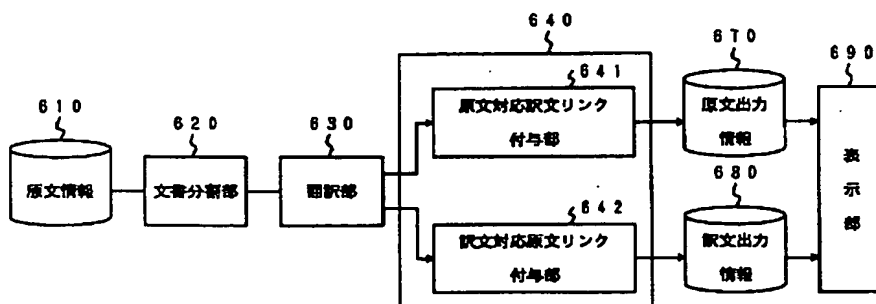 640
670
690
641
610
620
630
原文対応訳文リンク
付与部
原文出力
情報
原文情報
文書分割部
翻訳部
表
示
部
680
642
訳文対応原文リンク
付与部
訳文出力
情報